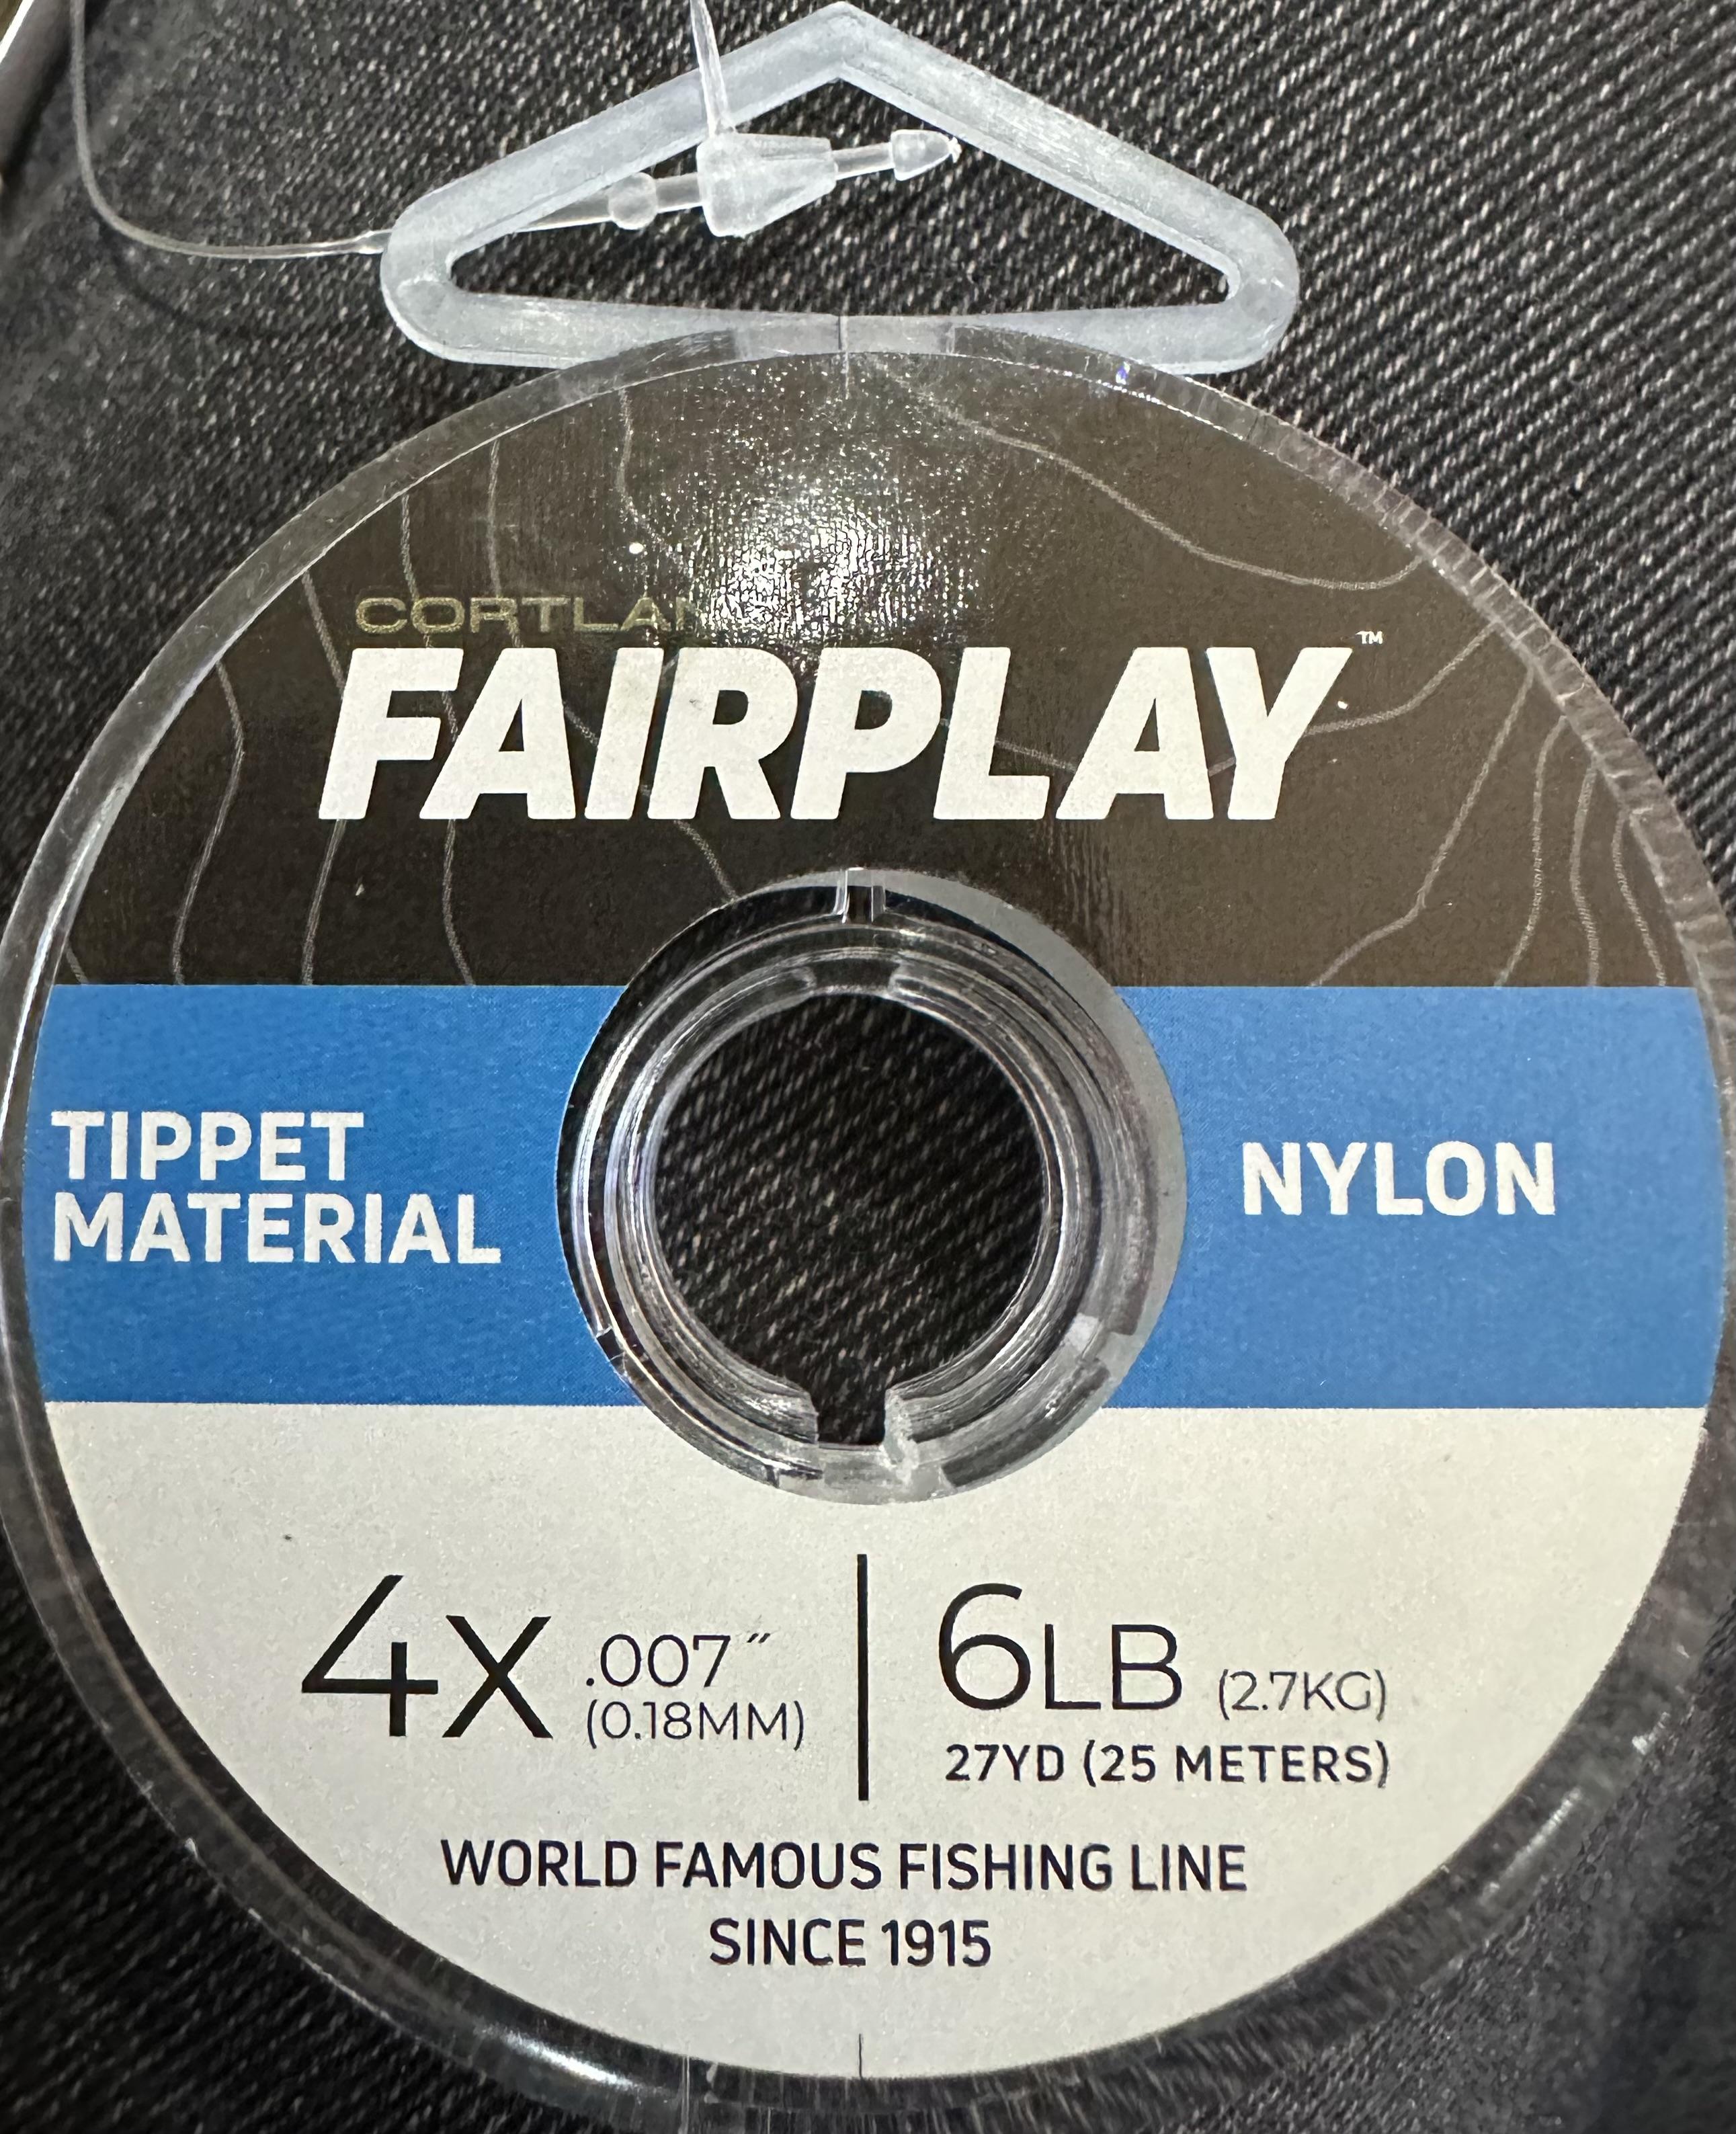 FAIRPLAY™
TIPPET
MATERIAL
NYLON
4X .007″
(0.18MM)
6LB (2.7KG)
27YD (25 METERS)
WORLD FAMOUS FISHING LINE
SINCE 1915